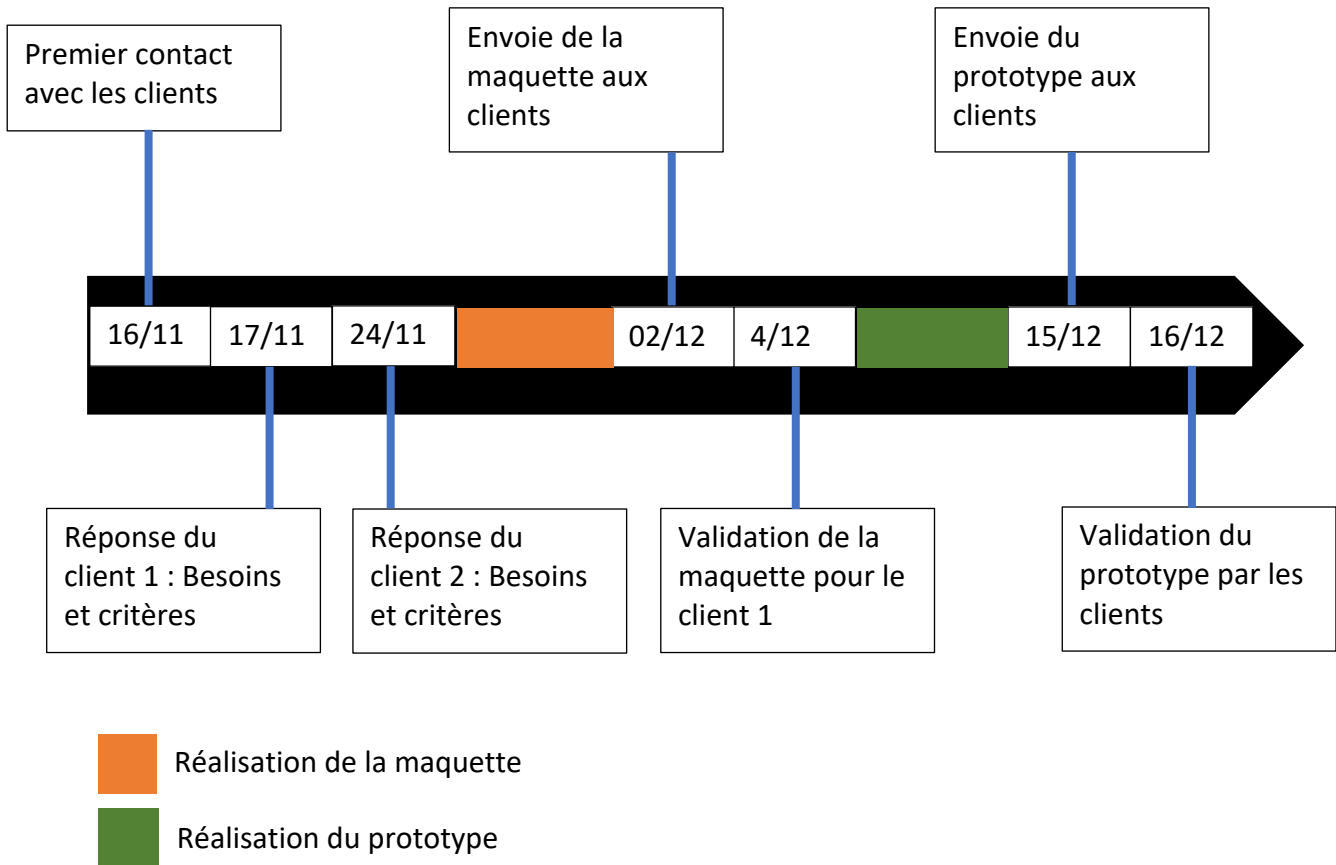 Premier contact
avec les clients
Envoie de la
maquette aux
clients
Envoie du
prototype aux
clients
16/11
17/11
24/11
02/12
4/12
15/12
16/12
Réponse du
client 1 : Besoins
et critères
Réponse du
client 2 : Besoins
et critères
Validation de la
maquette pour le
client 1
Validation du
prototype par les
clients
Réalisation de la maquette
Réalisation du prototype